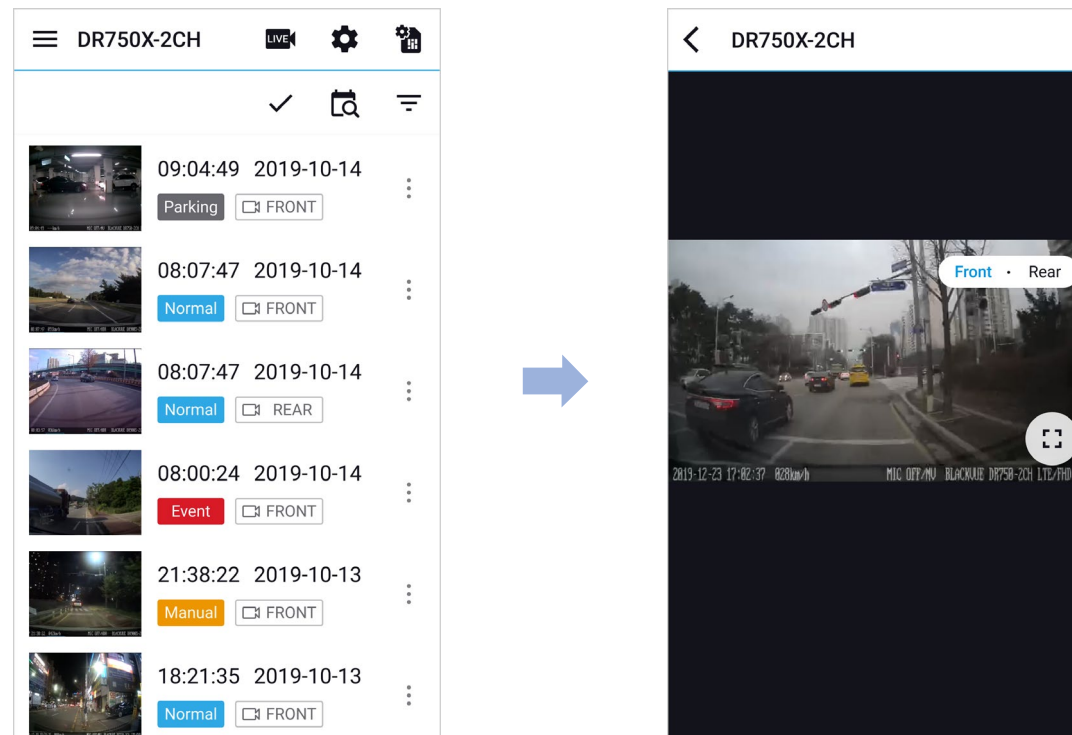 DR750X-2CH
LIVE
09:04:49 2019-10-14
Parking FRONT
08:07:47 2019-10-14
Normal FRONT
08:07:47 2019-10-14
Normal REAR
08:00:24 2019-10-14
Event FRONT
21:38:22 2019-10-13
Manual FRONT
18:21:35 2019-10-13
Normal FRONT
DR750X-2CH
Front · Rear
2019-12-23 17:02:37 028km/h MIC OFF/NV BLACKVUE DR750-2CH LTE/FHD